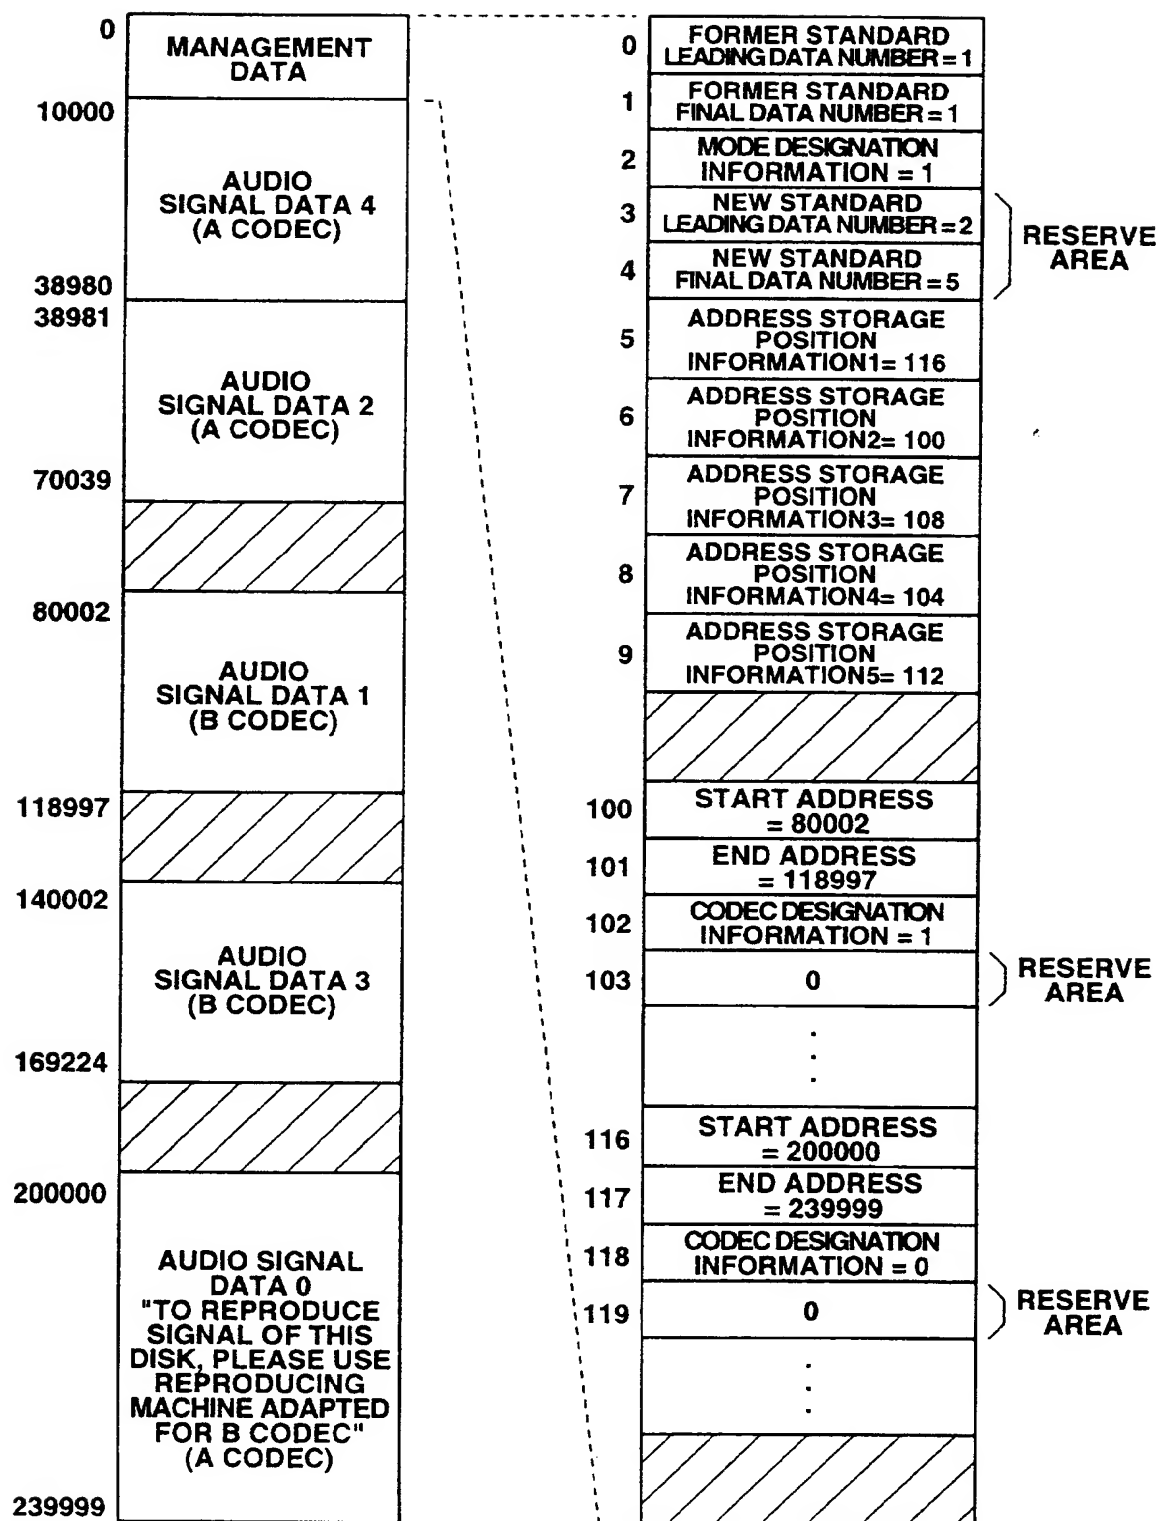 0
MANAGEMENT
DATA
10000
AUDIO
SIGNAL DATA 4
(A CODEC)
38980
38981
AUDIO
SIGNAL DATA 2
(A CODEC)
70039
80002
AUDIO
SIGNAL DATA 1
(B CODEC)
118997
140002
AUDIO
SIGNAL DATA 3
(B CODEC)
169224
200000
AUDIO SIGNAL
DATA 0
"TO REPRODUCE
SIGNAL OF THIS
DISK, PLEASE USE
REPRODUCING
MACHINE ADAPTED
FOR B CODEC"
(A CODEC)
239999
0
FORMER STANDARD
LEADING DATA NUMBER = 1
1
FORMER STANDARD
FINAL DATA NUMBER = 1
2
MODE DESIGNATION
INFORMATION = 1
3
NEW STANDARD
LEADING DATA NUMBER = 2
4
NEW STANDARD
FINAL DATA NUMBER = 5
RESERVE
AREA
5
ADDRESS STORAGE
POSITION
INFORMATION1= 116
6
ADDRESS STORAGE
POSITION
INFORMATION2= 100
7
ADDRESS STORAGE
POSITION
INFORMATION3= 108
8
ADDRESS STORAGE
POSITION
INFORMATION4= 104
9
ADDRESS STORAGE
POSITION
INFORMATION5= 112
100
START ADDRESS
= 80002
101
END ADDRESS
= 118997
102
CODEC DESIGNATION
INFORMATION = 1
103
0
RESERVE
AREA
116
START ADDRESS
= 200000
117
END ADDRESS
= 239999
118
CODEC DESIGNATION
INFORMATION = 0
119
0
RESERVE
AREA